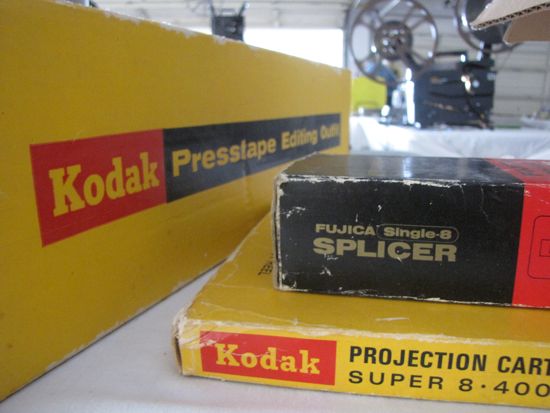 Kodak Presstape Editing Outfit
FUJICA Single-8
SPLICER
Kodak
PROJECTION CART
SUPER 8 · 400